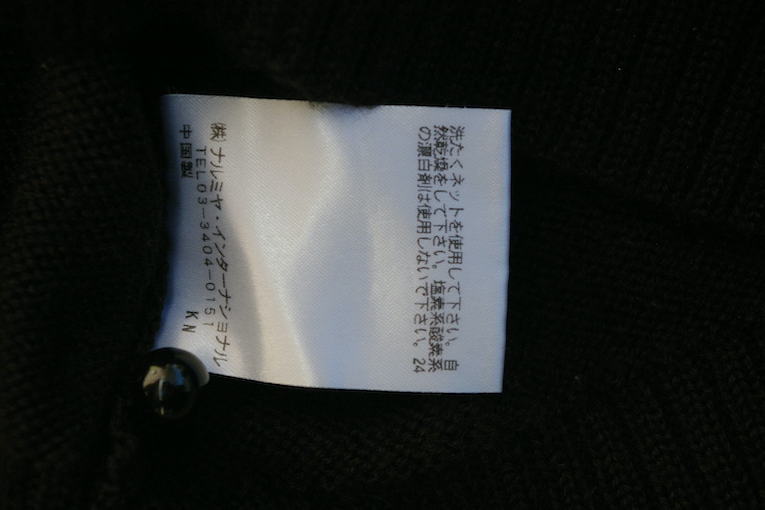 洗たくネットを使用して下さい。自
然乾燥をして下さい。塩素系酸素系
の漂白剤は使用しないで下さい。24
(株)ナルミヤ・インターナショナル
TEL03-3404-0151
中国製
KN